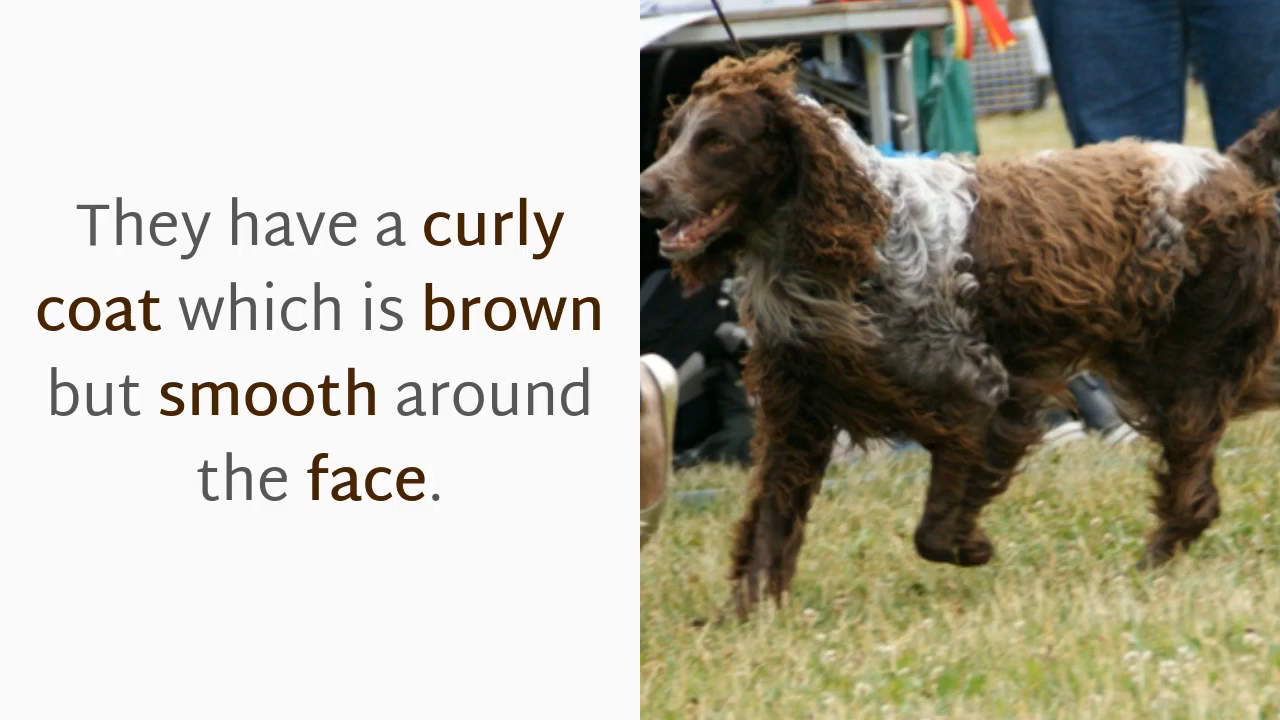 They have a curly
coat which is brown
but smooth around
the face.